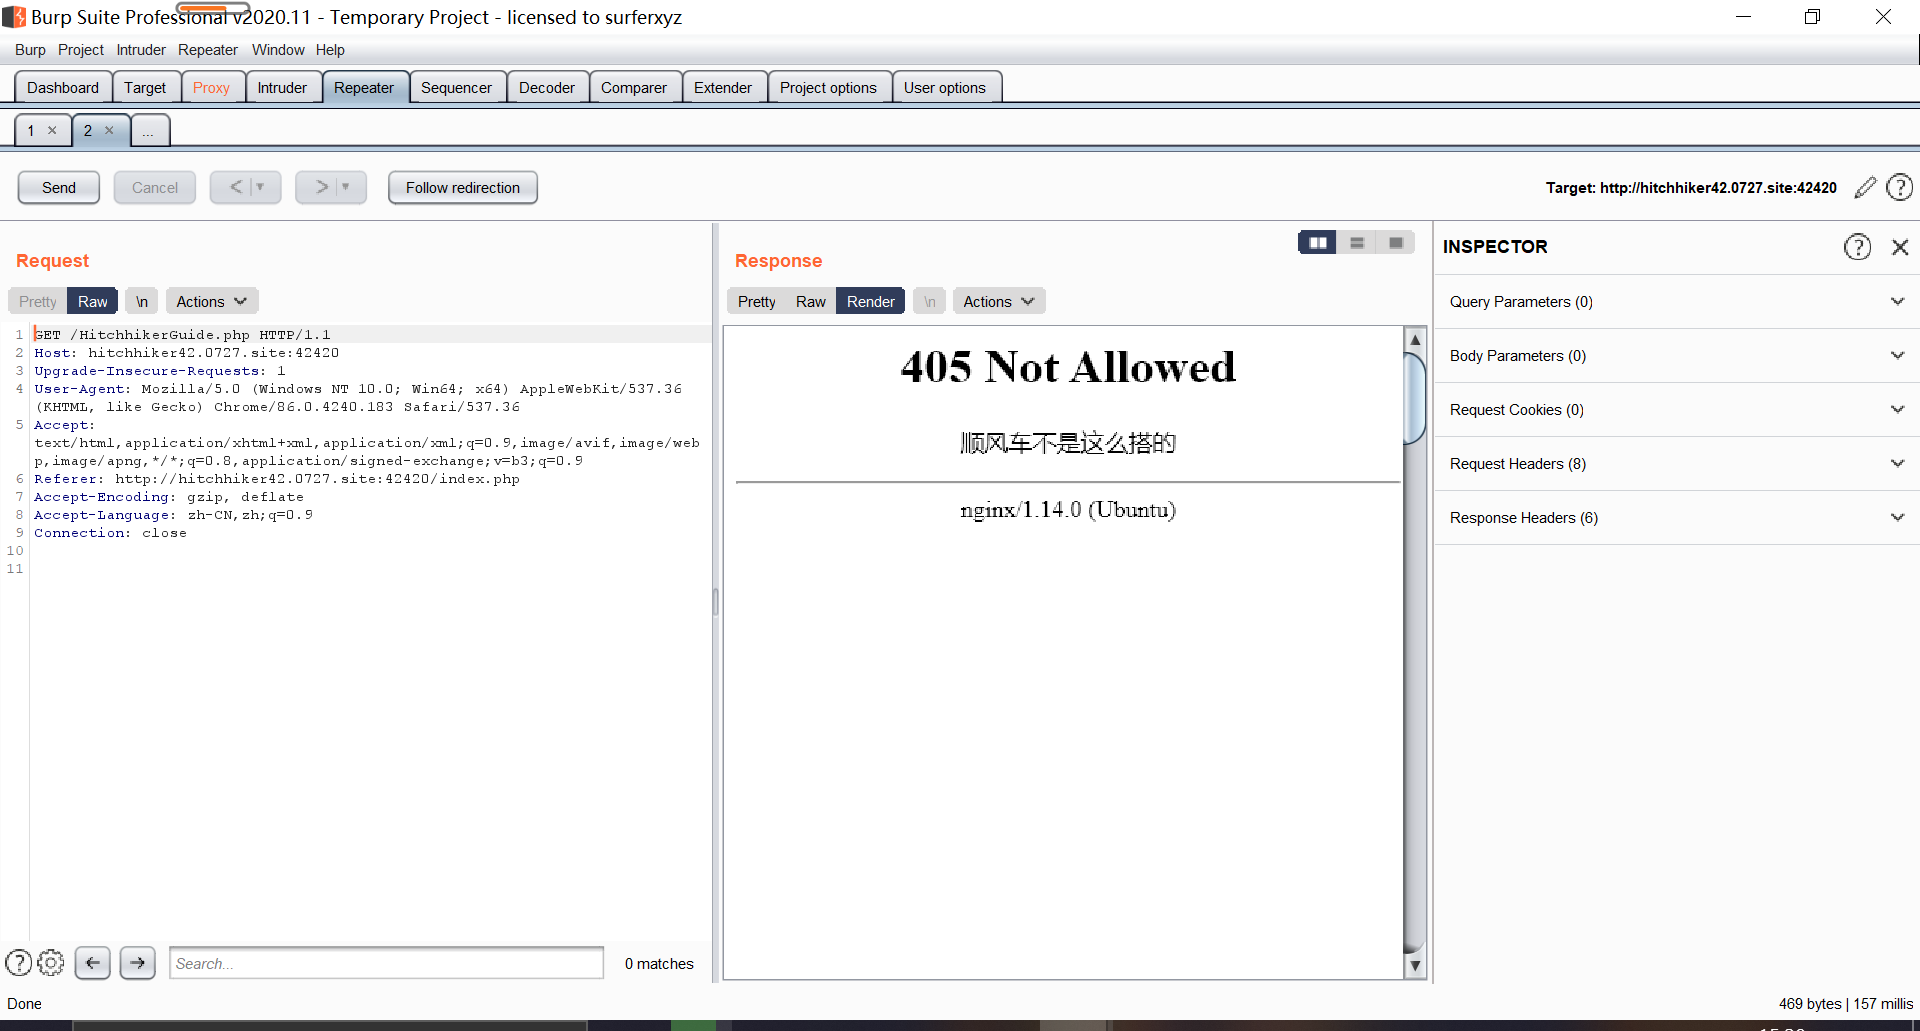 Burp Suite Professional v2020.11 - Temporary Project - licensed to surferxyz
Burp Project Intruder Repeater Window Help
Dashboard Target Proxy Intruder Repeater Sequencer Decoder Comparer Extender Project options User options
1 × 2 × ...
Send Cancel < > Follow redirection Target: http://hitchhiker42.0727.site:42420
Request
Pretty Raw \n Actions
1 GET /HitchhikerGuide.php HTTP/1.1
2 Host: hitchhiker42.0727.site:42420
3 Upgrade-Insecure-Requests: 1
4 User-Agent: Mozilla/5.0 (Windows NT 10.0; Win64; x64) AppleWebKit/537.36
(KHTML, like Gecko) Chrome/86.0.4240.183 Safari/537.36
5 Accept:
text/html,application/xhtml+xml,application/xml;q=0.9,image/avif,image/web
p,image/apng,*/*;q=0.8,application/signed-exchange;v=b3;q=0.9
6 Referer: http://hitchhiker42.0727.site:42420/index.php
7 Accept-Encoding: gzip, deflate
8 Accept-Language: zh-CN,zh;q=0.9
9 Connection: close
10
11
Search... 0 matches
Response
Pretty Raw Render \n Actions
405 Not Allowed
顺风车不是这么搭的
nginx/1.14.0 (Ubuntu)
INSPECTOR
Query Parameters (0)
Body Parameters (0)
Request Cookies (0)
Request Headers (8)
Response Headers (6)
Done 469 bytes | 157 millis